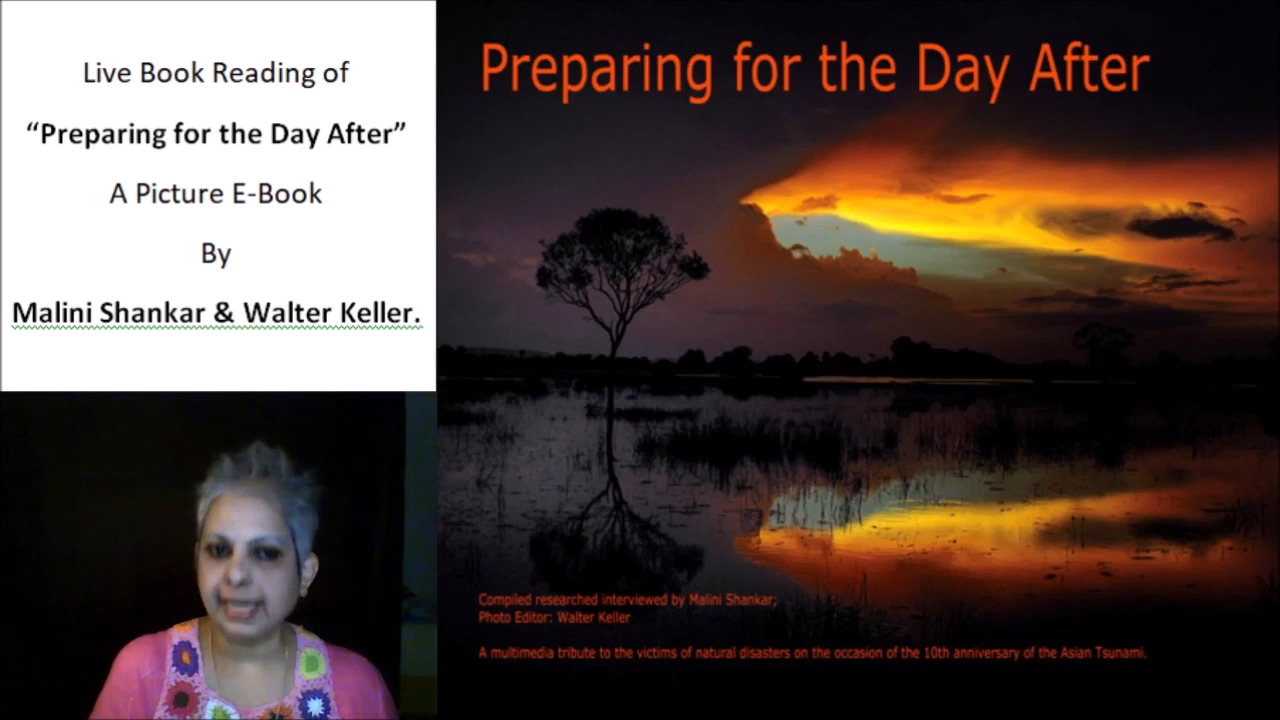 Live Book Reading of
“Preparing for the Day After”
A Picture E-Book
By
Malini Shankar & Walter Keller.
Preparing for the Day After
Compiled researched interviewed by Malini Shankar;
Photo Editor: Walter Keller
A multimedia tribute to the victims of natural disasters on the occasion of the 10th anniversary of the Asian Tsunami.